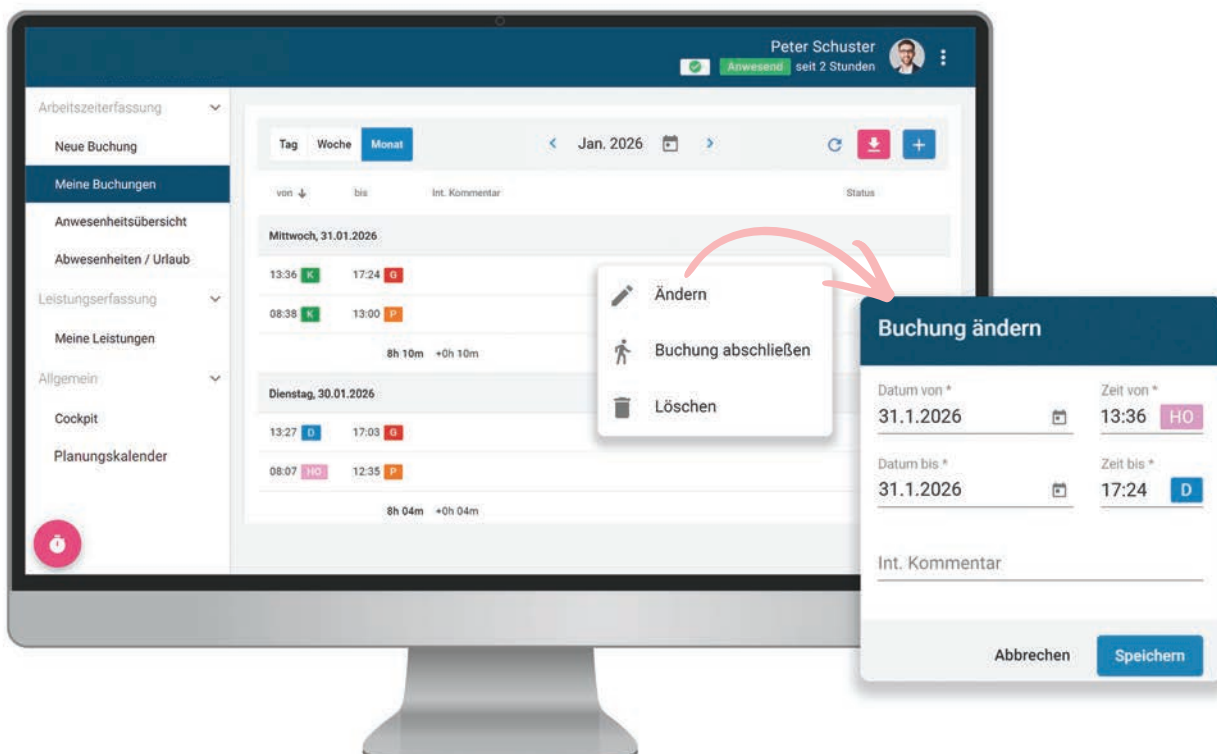 Peter Schuster
Anwesend seit 2 Stunden
Arbeitszeiterfassung
Neue Buchung
Meine Buchungen
Anwesenheitsübersicht
Abwesenheiten / Urlaub
Leistungserfassung
Meine Leistungen
Allgemein
Cockpit
Planungskalender
Tag Woche Monat
Jan. 2026
von bis Int. Kommentar Status
Mittwoch, 31.01.2026
13:36 K 17:24 G
08:38 K 13:00 P
8h 10m +0h 10m
Dienstag, 30.01.2026
13:27 D 17:03 G
08:07 HO 12:35 P
8h 04m +0h 04m
Ändern
Buchung abschließen
Löschen
Buchung ändern
Datum von * Zeit von *
31.1.2026 13:36 HO
Datum bis * Zeit bis *
31.1.2026 17:24 D
Int. Kommentar
Abbrechen Speichern